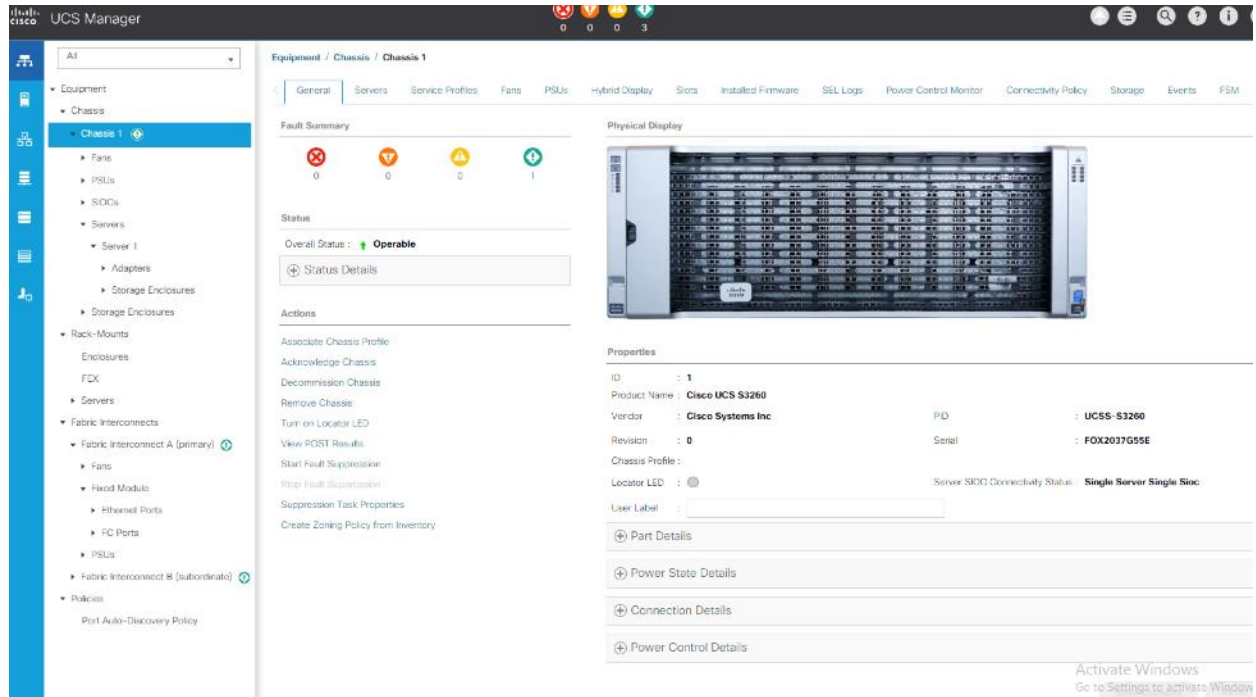 cisco UCS Manager
0 0 0 3
All
Equipment
Chassis
Chassis 1
Fans
PSUs
SIOCs
Servers
Server 1
Adapters
Storage Enclosures
Storage Enclosures
Rack-Mounts
Enclosures
FEX
Servers
Fabric Interconnects
Fabric Interconnect A (primary)
Fans
Fixed Module
Ethernet Ports
FC Ports
PSUs
Fabric Interconnect B (subordinate)
Policies
Port Auto-Discovery Policy
Equipment / Chassis / Chassis 1
General Servers Service Profiles Fans PSUs Hybrid Display Slots Installed Firmware SEL Logs Power Control Monitor Connectivity Policy Storage Events FSM
Fault Summary
0 0 0 1
Status
Overall Status : Operable
Status Details
Actions
Associate Chassis Profile
Acknowledge Chassis
Decommission Chassis
Remove Chassis
Turn on Locator LED
View POST Results
Start Fault Suppression
Stop Fault Suppression
Suppression Task Properties
Create Zoning Policy from Inventory
Physical Display
Properties
ID : 1
Product Name : Cisco UCS S3260
Vendor : Cisco Systems Inc PID : UCSS-S3260
Revision : 0 Serial : FOX2037G55E
Chassis Profile :
Locator LED : Server SIOC Connectivity Status : Single Server Single Sioc
User Label :
Part Details
Power State Details
Connection Details
Power Control Details
Activate Windows
Go to Settings to activate Windows